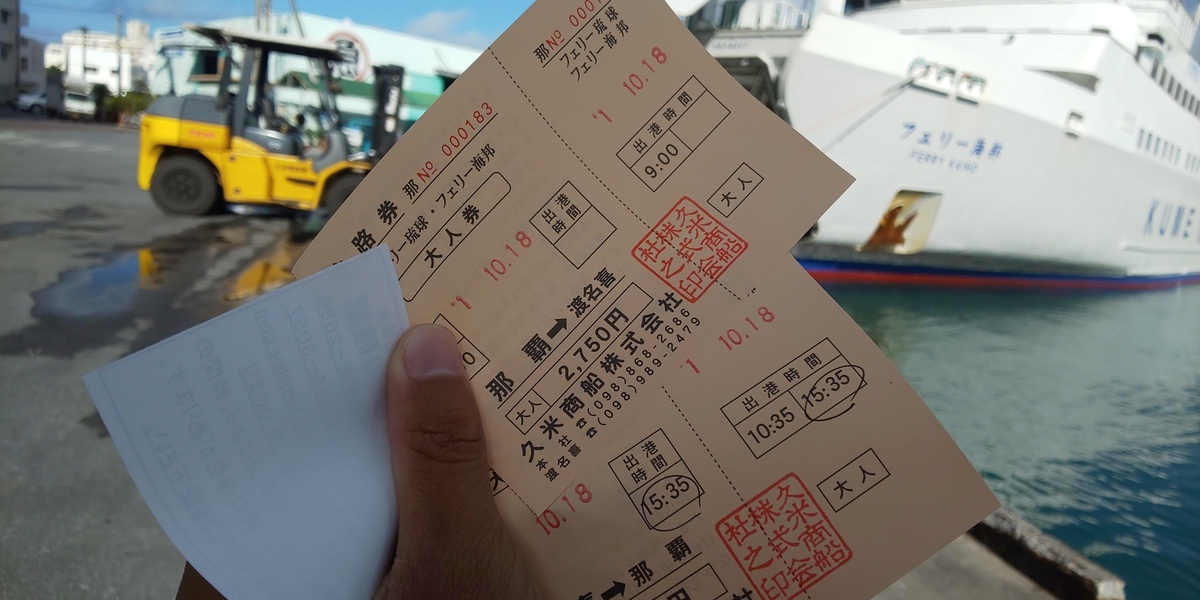 路券 那 № 000183
フェリー琉球・フェリー海邦
大人券
'1 10.18
出港時間
那覇➡渡名喜
大人 2,750円
久米商船株式会社
本社 ☎(098)868-2686
渡名喜 ☎(098)989-2479
那 № 0001
フェリー琉球
フェリー海邦
'1 10.18
出港時間
9:00
大人
久米商船株式会社之印
10.18
出港時間
15:35
➡那覇
円
'1 10.18
出港時間
10:35 15:35
大人
久米商船株式会社之印
フェリー海邦
FERRY KAIHO
KUME